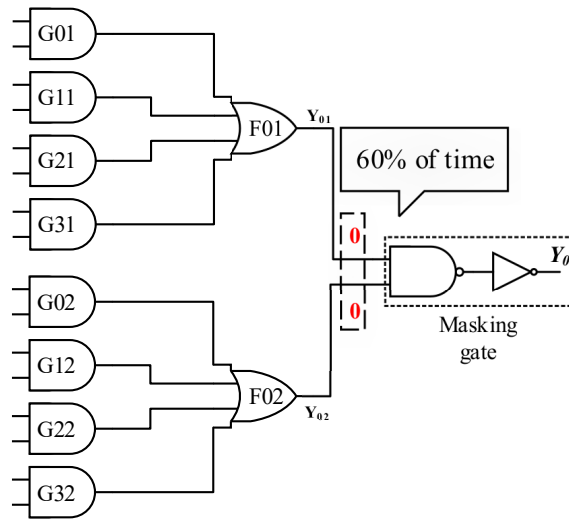 G01
G11
G21
G31
F01
Y01
60% of time
0
0
Y0
Masking
gate
G02
G12
G22
G32
F02
Y02